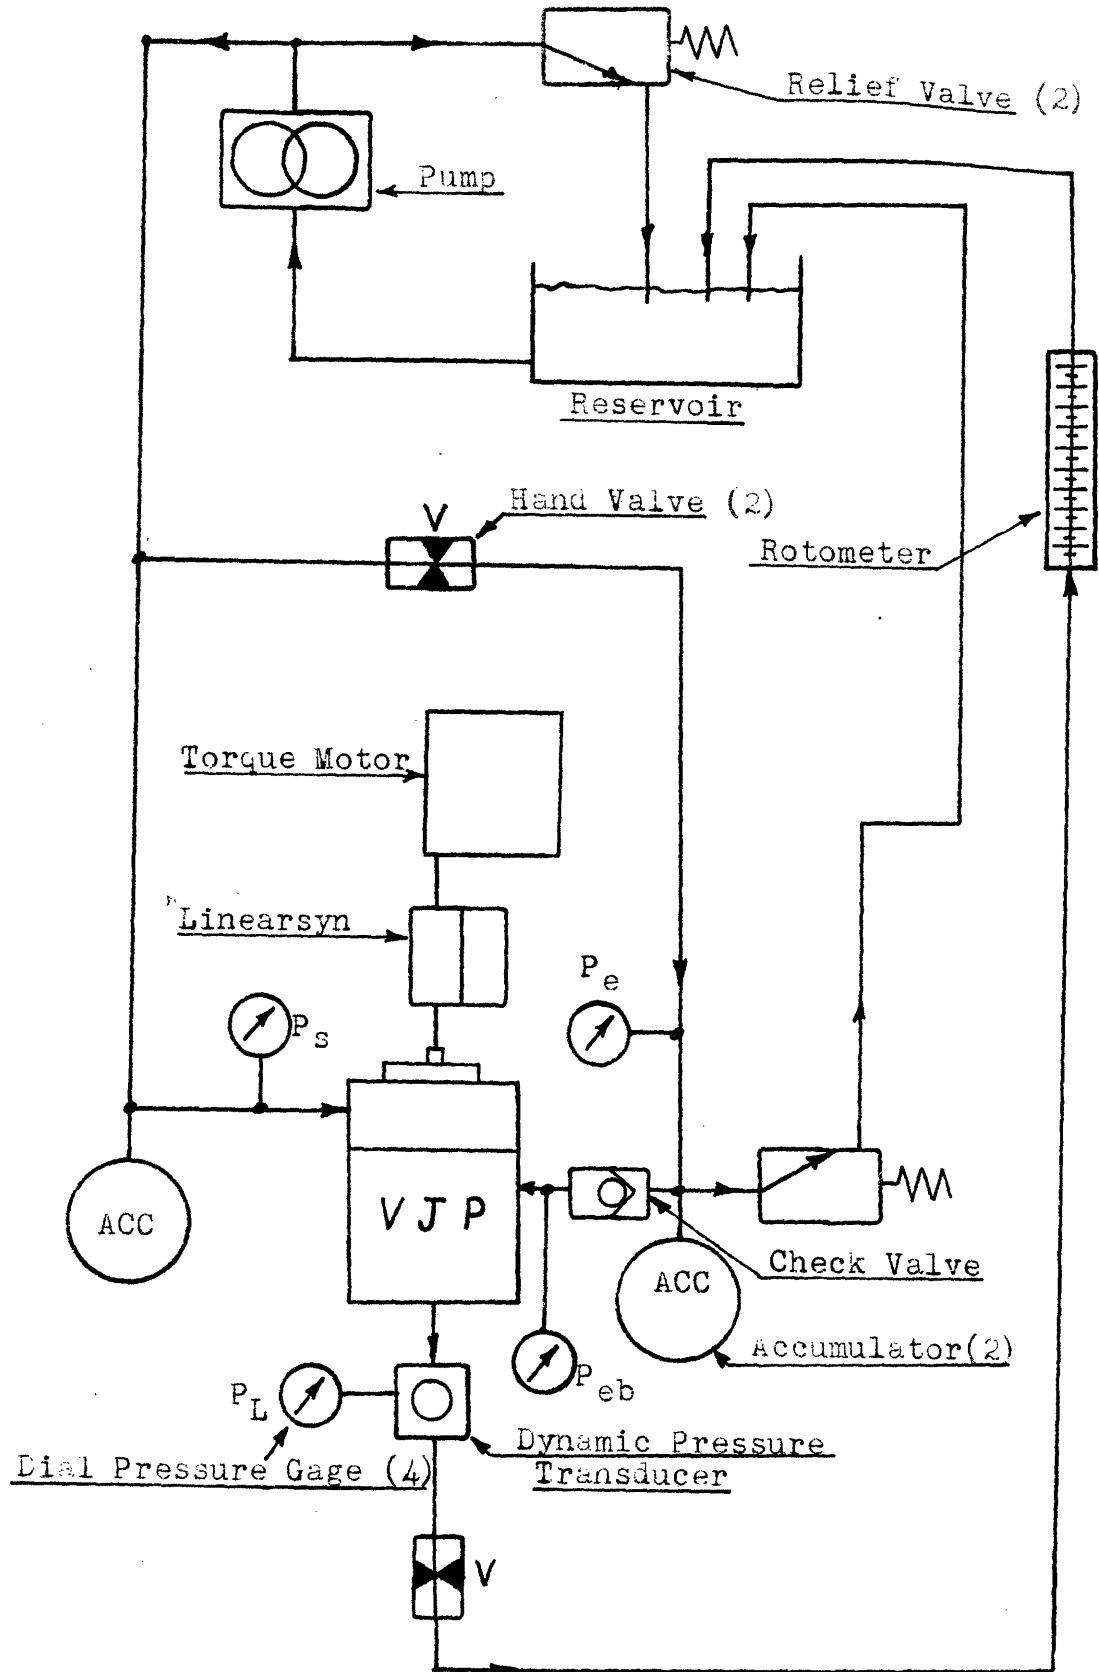 Relief Valve (2)
Pump
Reservoir
V
Hand Valve (2)
Rotometer
Torque Motor
Linearsyn
Pe
Ps
VJP
ACC
ACC
Check Valve
Accumulator(2)
Peb
PL
Dynamic Pressure
Transducer
Dial Pressure Gage (4)
V